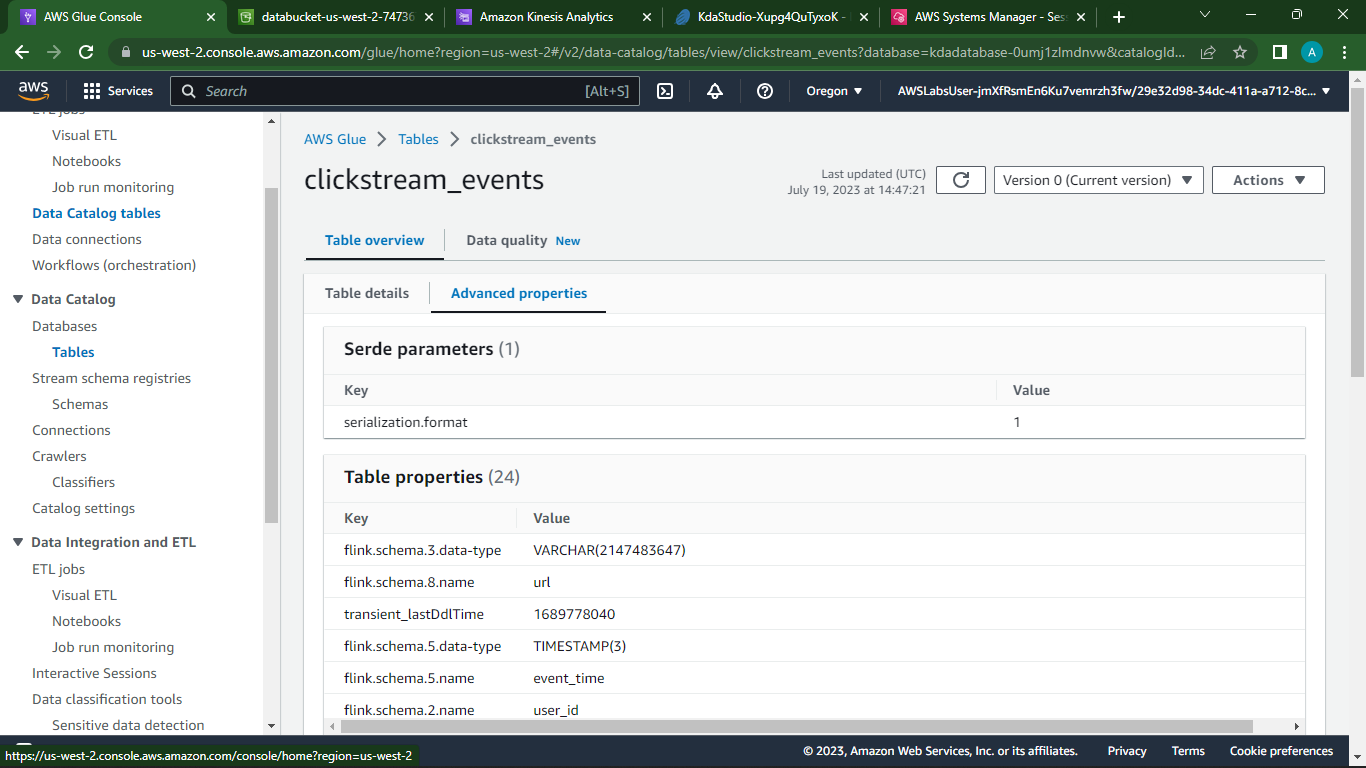 AWS Glue Console
databucket-us-west-2-74736
Amazon Kinesis Analytics
KdaStudio-Xupg4QuTyxoK -
AWS Systems Manager - Ses
us-west-2.console.aws.amazon.com/glue/home?region=us-west-2#/v2/data-catalog/tables/view/clickstream_events?database=kdadatabase-0umj1zlmdnvw&catalogId...
A
aws
Services
Search
[Alt+S]
Oregon
AWSLabsUser-jmXfRsmEn6Ku7vemrzh3fw/29e32d98-34dc-411a-a712-8c...
ETL jobs
Visual ETL
Notebooks
Job run monitoring
Data Catalog tables
Data connections
Workflows (orchestration)
Data Catalog
Databases
Tables
Stream schema registries
Schemas
Connections
Crawlers
Classifiers
Catalog settings
Data Integration and ETL
ETL jobs
Visual ETL
Notebooks
Job run monitoring
Interactive Sessions
Data classification tools
Sensitive data detection
AWS Glue > Tables > clickstream_events
clickstream_events
Last updated (UTC)
July 19, 2023 at 14:47:21
Version 0 (Current version)
Actions
Table overview
Data quality New
Table details
Advanced properties
Serde parameters (1)
Key Value
serialization.format 1
Table properties (24)
Key Value
flink.schema.3.data-type VARCHAR(2147483647)
flink.schema.8.name url
transient_lastDdlTime 1689778040
flink.schema.5.data-type TIMESTAMP(3)
flink.schema.5.name event_time
flink.schema.2.name user_id
https://us-west-2.console.aws.amazon.com/console/home?region=us-west-2
© 2023, Amazon Web Services, Inc. or its affiliates.
Privacy
Terms
Cookie preferences